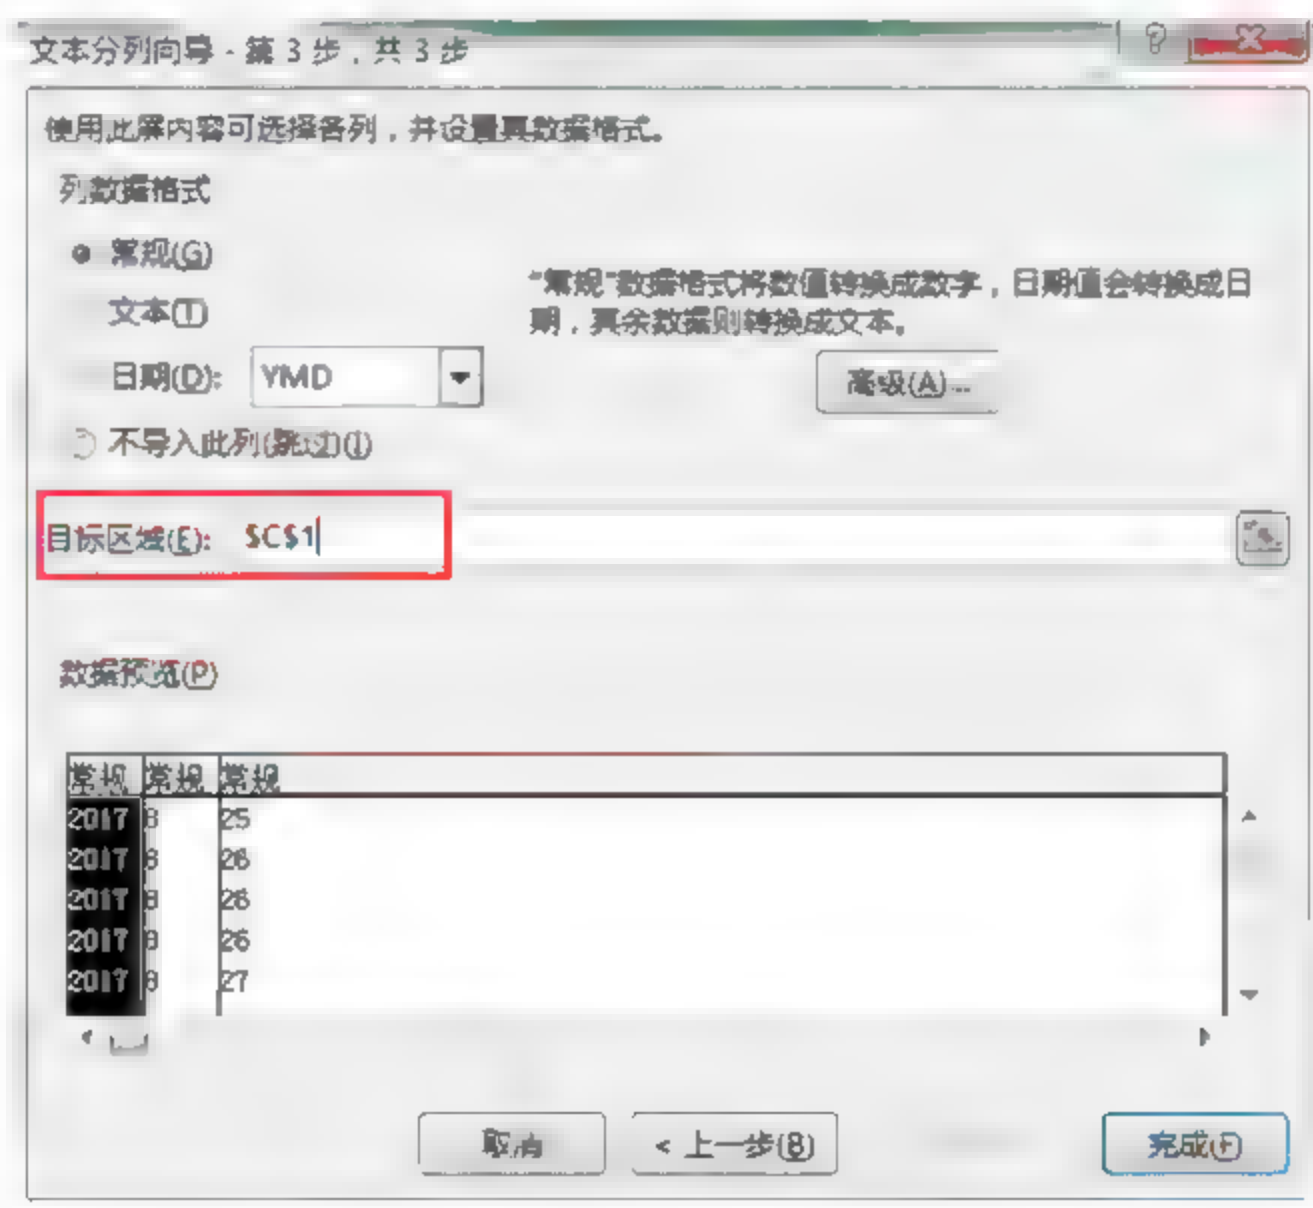 文本分列向导 - 第 3 步，共 3 步
使用此屏内容可选择各列，并设置其数据格式。
列数据格式
常规(G)
文本(T)
日期(D): YMD
不导入此列(跳过)(I)
“常规”数据格式将数值转换成数字，日期值会转换成日
期，其余数据则转换成文本。
高级(A)...
目标区域(E): $C$1
数据预览(P)
常规 常规 常规
2017 8 25
2017 8 26
2017 8 26
2017 8 26
2017 8 27
取消
< 上一步(B)
完成(F)